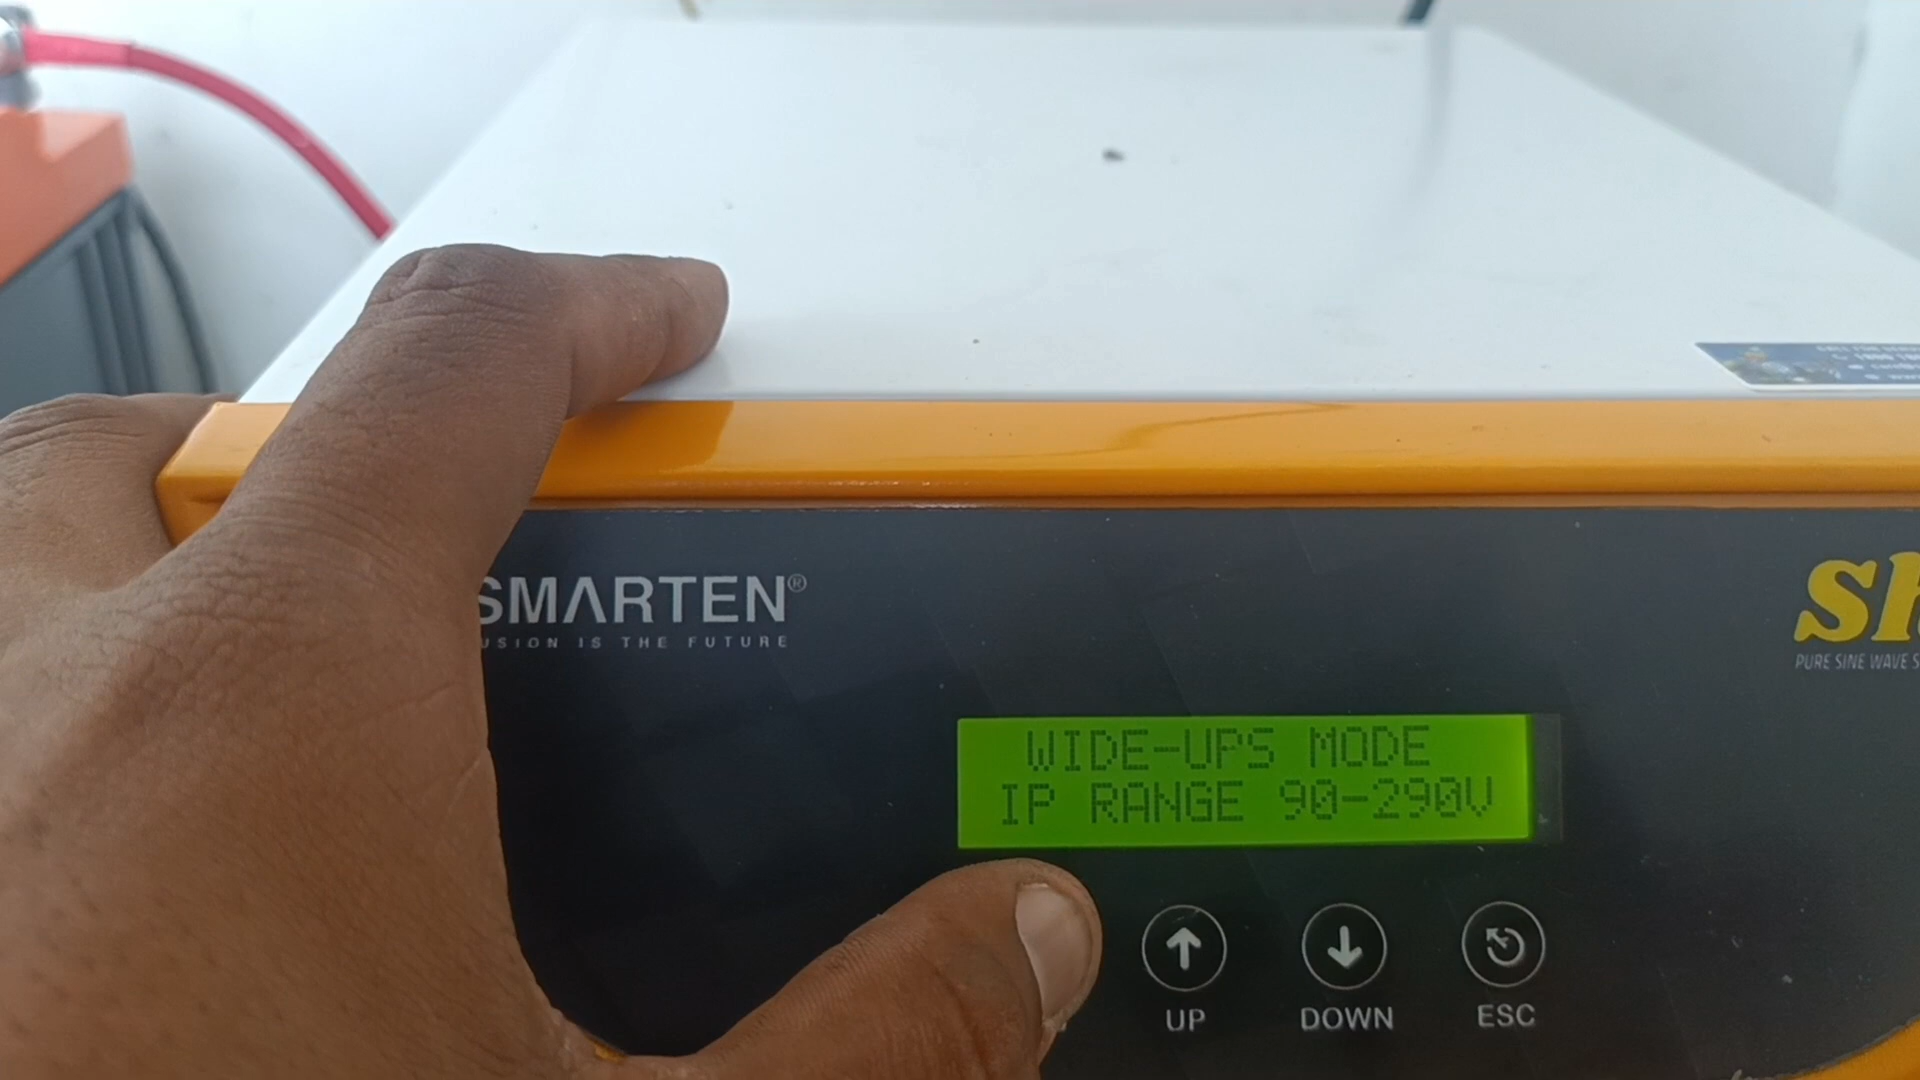 SMARTEN®
USION IS THE FUTURE
PURE SINE WAVE
WIDE-UPS MODE
IP RANGE 90-290V
UP
DOWN
ESC